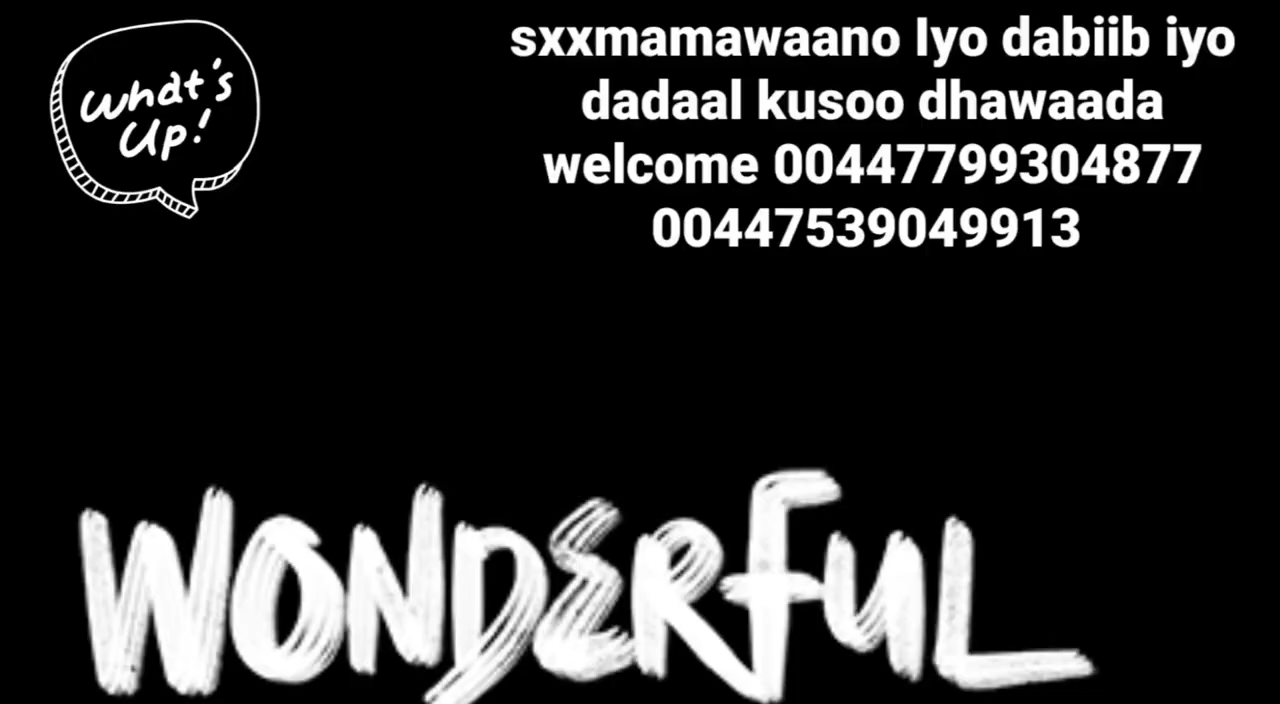 What's
Up!
sxxmamawaano Iyo dabiib iyo
dadaal kusoo dhawaada
welcome 00447799304877
00447539049913
WONDERFUL